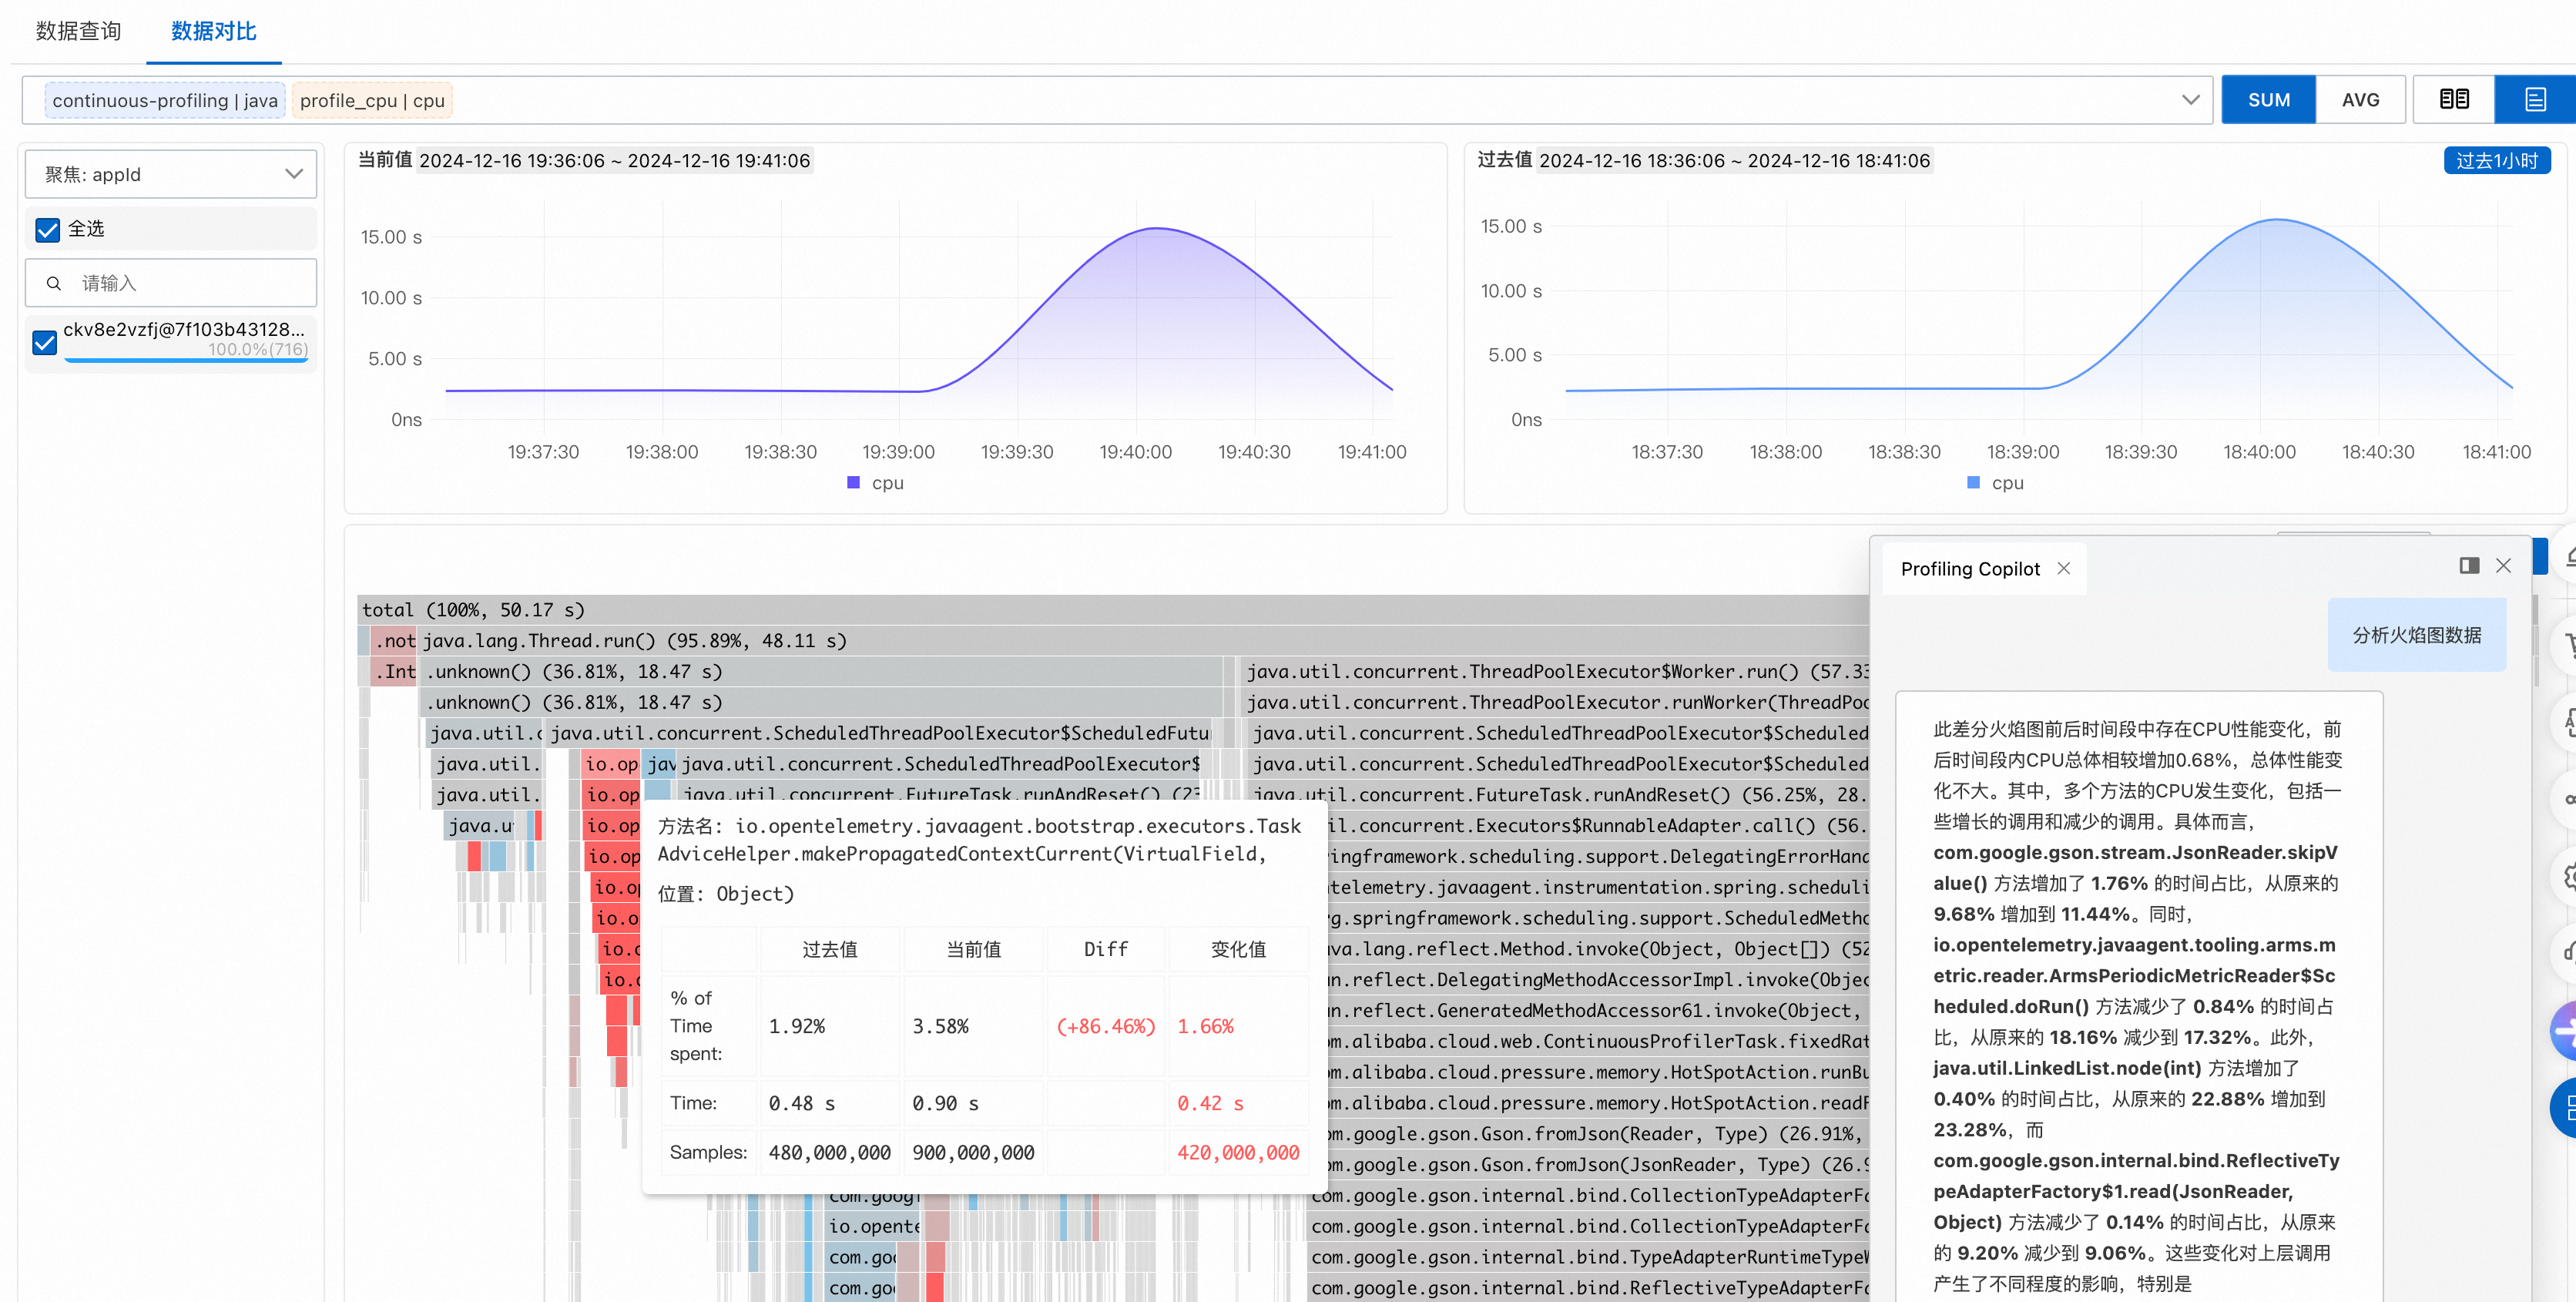 数据查询 数据对比
continuous-profiling | java profile_cpu | cpu SUM AVG
聚焦: appId
全选
请输入
ckv8e2vzfj@7f103b43128...
100.0%(716)
当前值 2024-12-16 19:36:06 ~ 2024-12-16 19:41:06
15.00 s
10.00 s
5.00 s
0ns
19:37:30 19:38:00 19:38:30 19:39:00 19:39:30 19:40:00 19:40:30 19:41:00
cpu
过去值 2024-12-16 18:36:06 ~ 2024-12-16 18:41:06 过去1小时
15.00 s
10.00 s
5.00 s
0ns
18:37:30 18:38:00 18:38:30 18:39:00 18:39:30 18:40:00 18:40:30 18:41:00
cpu
total (100%, 50.17 s)
.not java.lang.Thread.run() (95.89%, 48.11 s)
.Int .unknown() (36.81%, 18.47 s) java.util.concurrent.ThreadPoolExecutor$Worker.run() (57.33
.unknown() (36.81%, 18.47 s) java.util.concurrent.ThreadPoolExecutor.runWorker(ThreadPoo
java.util.c java.util.concurrent.ScheduledThreadPoolExecutor$ScheduledFutu java.util.concurrent.ScheduledThreadPoolExecutor$Scheduled
java.util. io.op jav java.util.concurrent.ScheduledThreadPoolExecutor$ java.util.concurrent.ScheduledThreadPoolExecutor$Scheduled
java.util. io.op java.util.concurrent.FutureTask.runAndReset() (23 java.util.concurrent.FutureTask.runAndReset() (56.25%, 28.
java.u io.op il.concurrent.Executors$RunnableAdapter.call() (56.
io.op ingframework.scheduling.support.DelegatingErrorHand
io.o telemetry.javaagent.instrumentation.spring.scheduli
io.o g.springframework.scheduling.support.ScheduledMetho
io.c va.lang.reflect.Method.invoke(Object, Object[]) (52
io.c n.reflect.DelegatingMethodAccessorImpl.invoke(Objec
n.reflect.GeneratedMethodAccessor61.invoke(Object,
m.alibaba.cloud.web.ContinuousProfilerTask.fixedRat
m.alibaba.cloud.pressure.memory.HotSpotAction.runBu
m.alibaba.cloud.pressure.memory.HotSpotAction.readF
om.google.gson.Gson.fromJson(Reader, Type) (26.91%,
om.google.gson.Gson.fromJson(JsonReader, Type) (26.9
com.googl com.google.gson.internal.bind.CollectionTypeAdapterFa
io.opente com.google.gson.internal.bind.CollectionTypeAdapterFa
com.goo com.google.gson.internal.bind.TypeAdapterRuntimeTypeW
com.goo com.google.gson.internal.bind.ReflectiveTypeAdapterFa
方法名: io.opentelemetry.javaagent.bootstrap.executors.Task
AdviceHelper.makePropagatedContextCurrent(VirtualField,
位置: Object)
过去值 当前值 Diff 变化值
% of
Time
spent: 1.92% 3.58% (+86.46%) 1.66%
Time: 0.48 s 0.90 s 0.42 s
Samples: 480,000,000 900,000,000 420,000,000
Profiling Copilot
分析火焰图数据
此差分火焰图前后时间段中存在CPU性能变化，前
后时间段内CPU总体相较增加0.68%，总体性能变
化不大。其中，多个方法的CPU发生变化，包括一
些增长的调用和减少的调用。具体而言，
com.google.gson.stream.JsonReader.skipV
alue() 方法增加了 1.76% 的时间占比，从原来的
9.68% 增加到 11.44%。同时，
io.opentelemetry.javaagent.tooling.arms.m
etric.reader.ArmsPeriodicMetricReader$Sc
heduled.doRun() 方法减少了 0.84% 的时间占
比，从原来的 18.16% 减少到 17.32%。此外，
java.util.LinkedList.node(int) 方法增加了
0.40% 的时间占比，从原来的 22.88% 增加到
23.28%，而
com.google.gson.internal.bind.ReflectiveTy
peAdapterFactory$1.read(JsonReader,
Object) 方法减少了 0.14% 的时间占比，从原来
的 9.20% 减少到 9.06%。这些变化对上层调用
产生了不同程度的影响，特别是